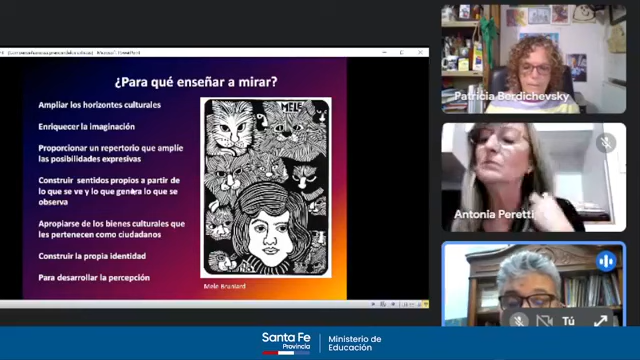 ¿Para qué enseñar a mirar?
Ampliar los horizontes culturales
Enriquecer la imaginación
Proporcionar un repertorio que amplíe
las posibilidades expresivas
Construir sentidos propios a partir de
lo que se ve y lo que genera lo que se
observa
Apropiarse de los bienes culturales que
les pertenecen como ciudadanos
Construir la propia identidad
Para desarrollar la percepción
MELE
Mele Bruniard
Patricia Berdichevsky
Antonia Peretti
Tú
Santa Fe
Provincia
Ministerio de
Educación